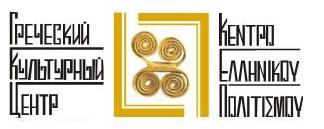 Греческий
Культурный
Центр
Κεντρο
Ελληνικου
Πολιτισμου